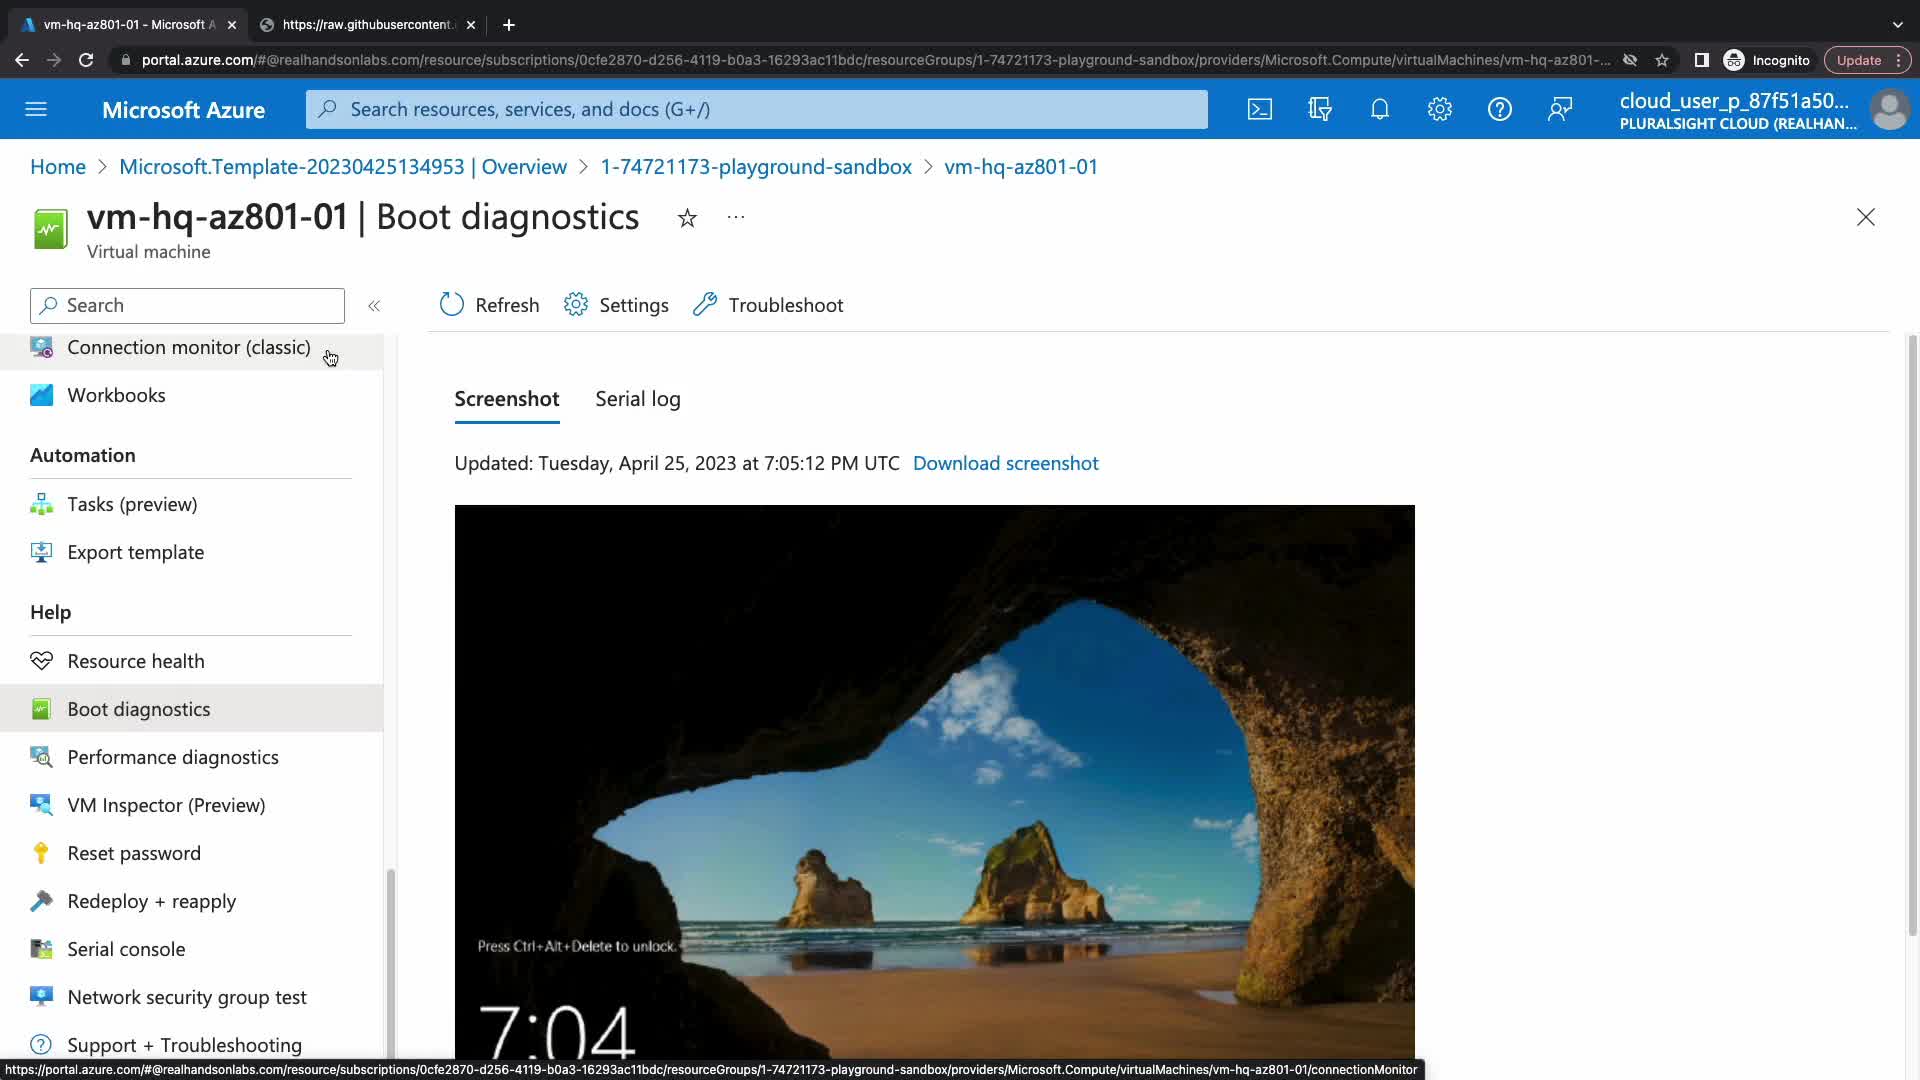 vm-hq-az801-01 - Microsoft A
https://raw.githubusercontent.
portal.azure.com/#@realhandsonlabs.com/resource/subscriptions/0cfe2870-d256-4119-b0a3-16293ac11bdc/resourceGroups/1-74721173-playground-sandbox/providers/Microsoft.Compute/virtualMachines/vm-hq-az801-...
Incognito
Update
Microsoft Azure
Search resources, services, and docs (G+/)
cloud_user_p_87f51a50...
PLURALSIGHT CLOUD (REALHAN...
Home > Microsoft.Template-20230425134953 | Overview > 1-74721173-playground-sandbox > vm-hq-az801-01
vm-hq-az801-01 | Boot diagnostics
Virtual machine
Search
Refresh
Settings
Troubleshoot
Connection monitor (classic)
Workbooks
Automation
Tasks (preview)
Export template
Help
Resource health
Boot diagnostics
Performance diagnostics
VM Inspector (Preview)
Reset password
Redeploy + reapply
Serial console
Network security group test
Support + Troubleshooting
Screenshot
Serial log
Updated: Tuesday, April 25, 2023 at 7:05:12 PM UTC Download screenshot
Press Ctrl+Alt+Delete to unlock.
7:04
https://portal.azure.com/#@realhandsonlabs.com/resource/subscriptions/0cfe2870-d256-4119-b0a3-16293ac11bdc/resourceGroups/1-74721173-playground-sandbox/providers/Microsoft.Compute/virtualMachines/vm-hq-az801-01/connectionMonitor